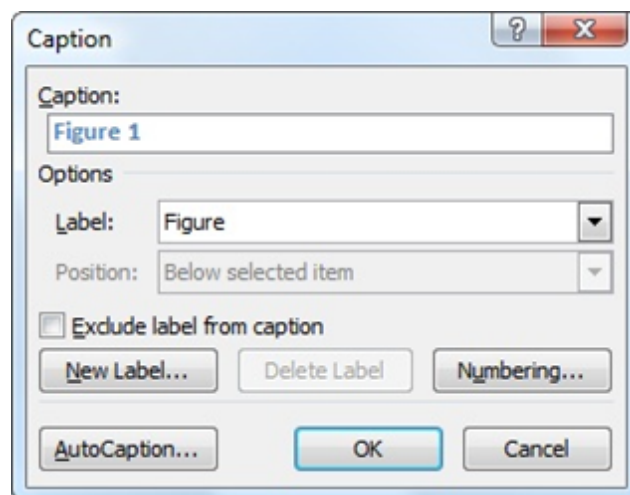 Caption
?
Caption:
Figure 1
Options
Label: Figure
Position: Below selected item
Exclude label from caption
New Label... Delete Label Numbering...
AutoCaption... OK Cancel